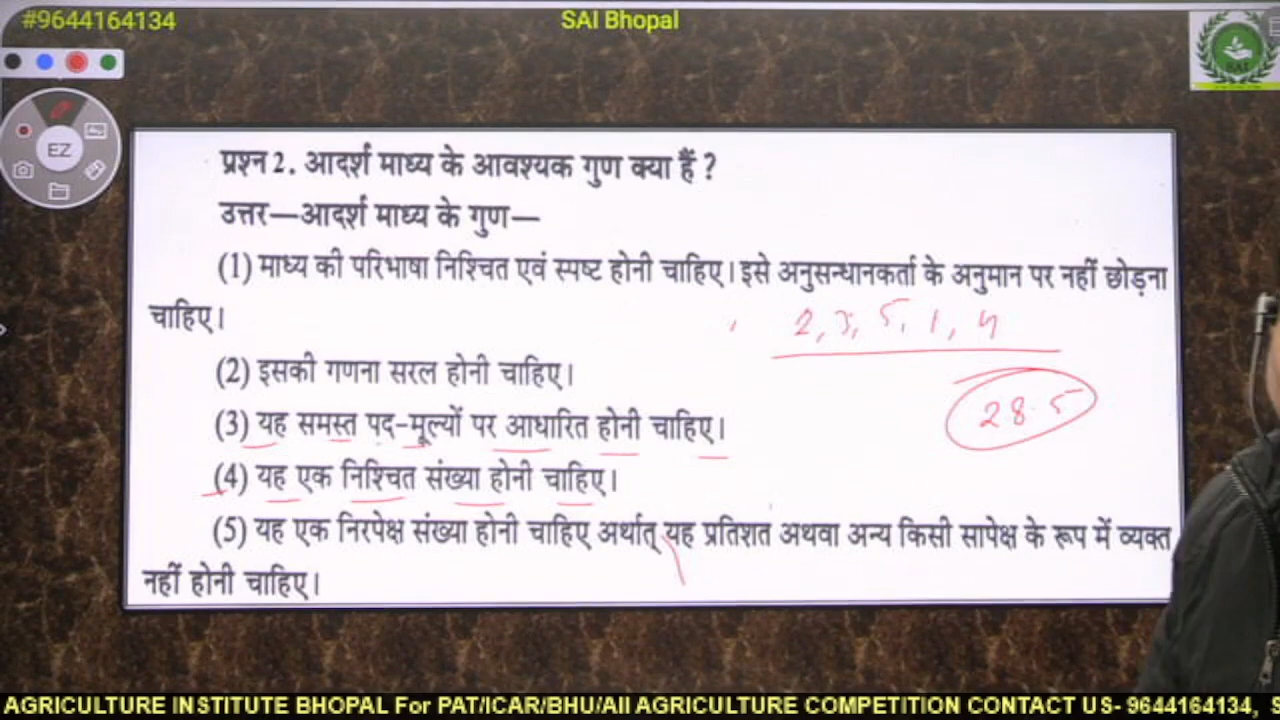 #9644164134
SAI Bhopal
EZ
प्रश्न 2. आदर्श माध्य के आवश्यक गुण क्या हैं ?
उत्तर—आदर्श माध्य के गुण—
(1) माध्य की परिभाषा निश्चित एवं स्पष्ट होनी चाहिए। इसे अनुसन्धानकर्ता के अनुमान पर नहीं छोड़ना
चाहिए।
2, 3, 5, 1, 4
(2) इसकी गणना सरल होनी चाहिए।
28.5
(3) यह समस्त पद-मूल्यों पर आधारित होनी चाहिए।
(4) यह एक निश्चित संख्या होनी चाहिए।
(5) यह एक निरपेक्ष संख्या होनी चाहिए अर्थात् यह प्रतिशत अथवा अन्य किसी सापेक्ष के रूप में व्यक्त
नहीं होनी चाहिए।
AGRICULTURE INSTITUTE BHOPAL For PAT/ICAR/BHU/All AGRICULTURE COMPETITION CONTACT US- 9644164134, S